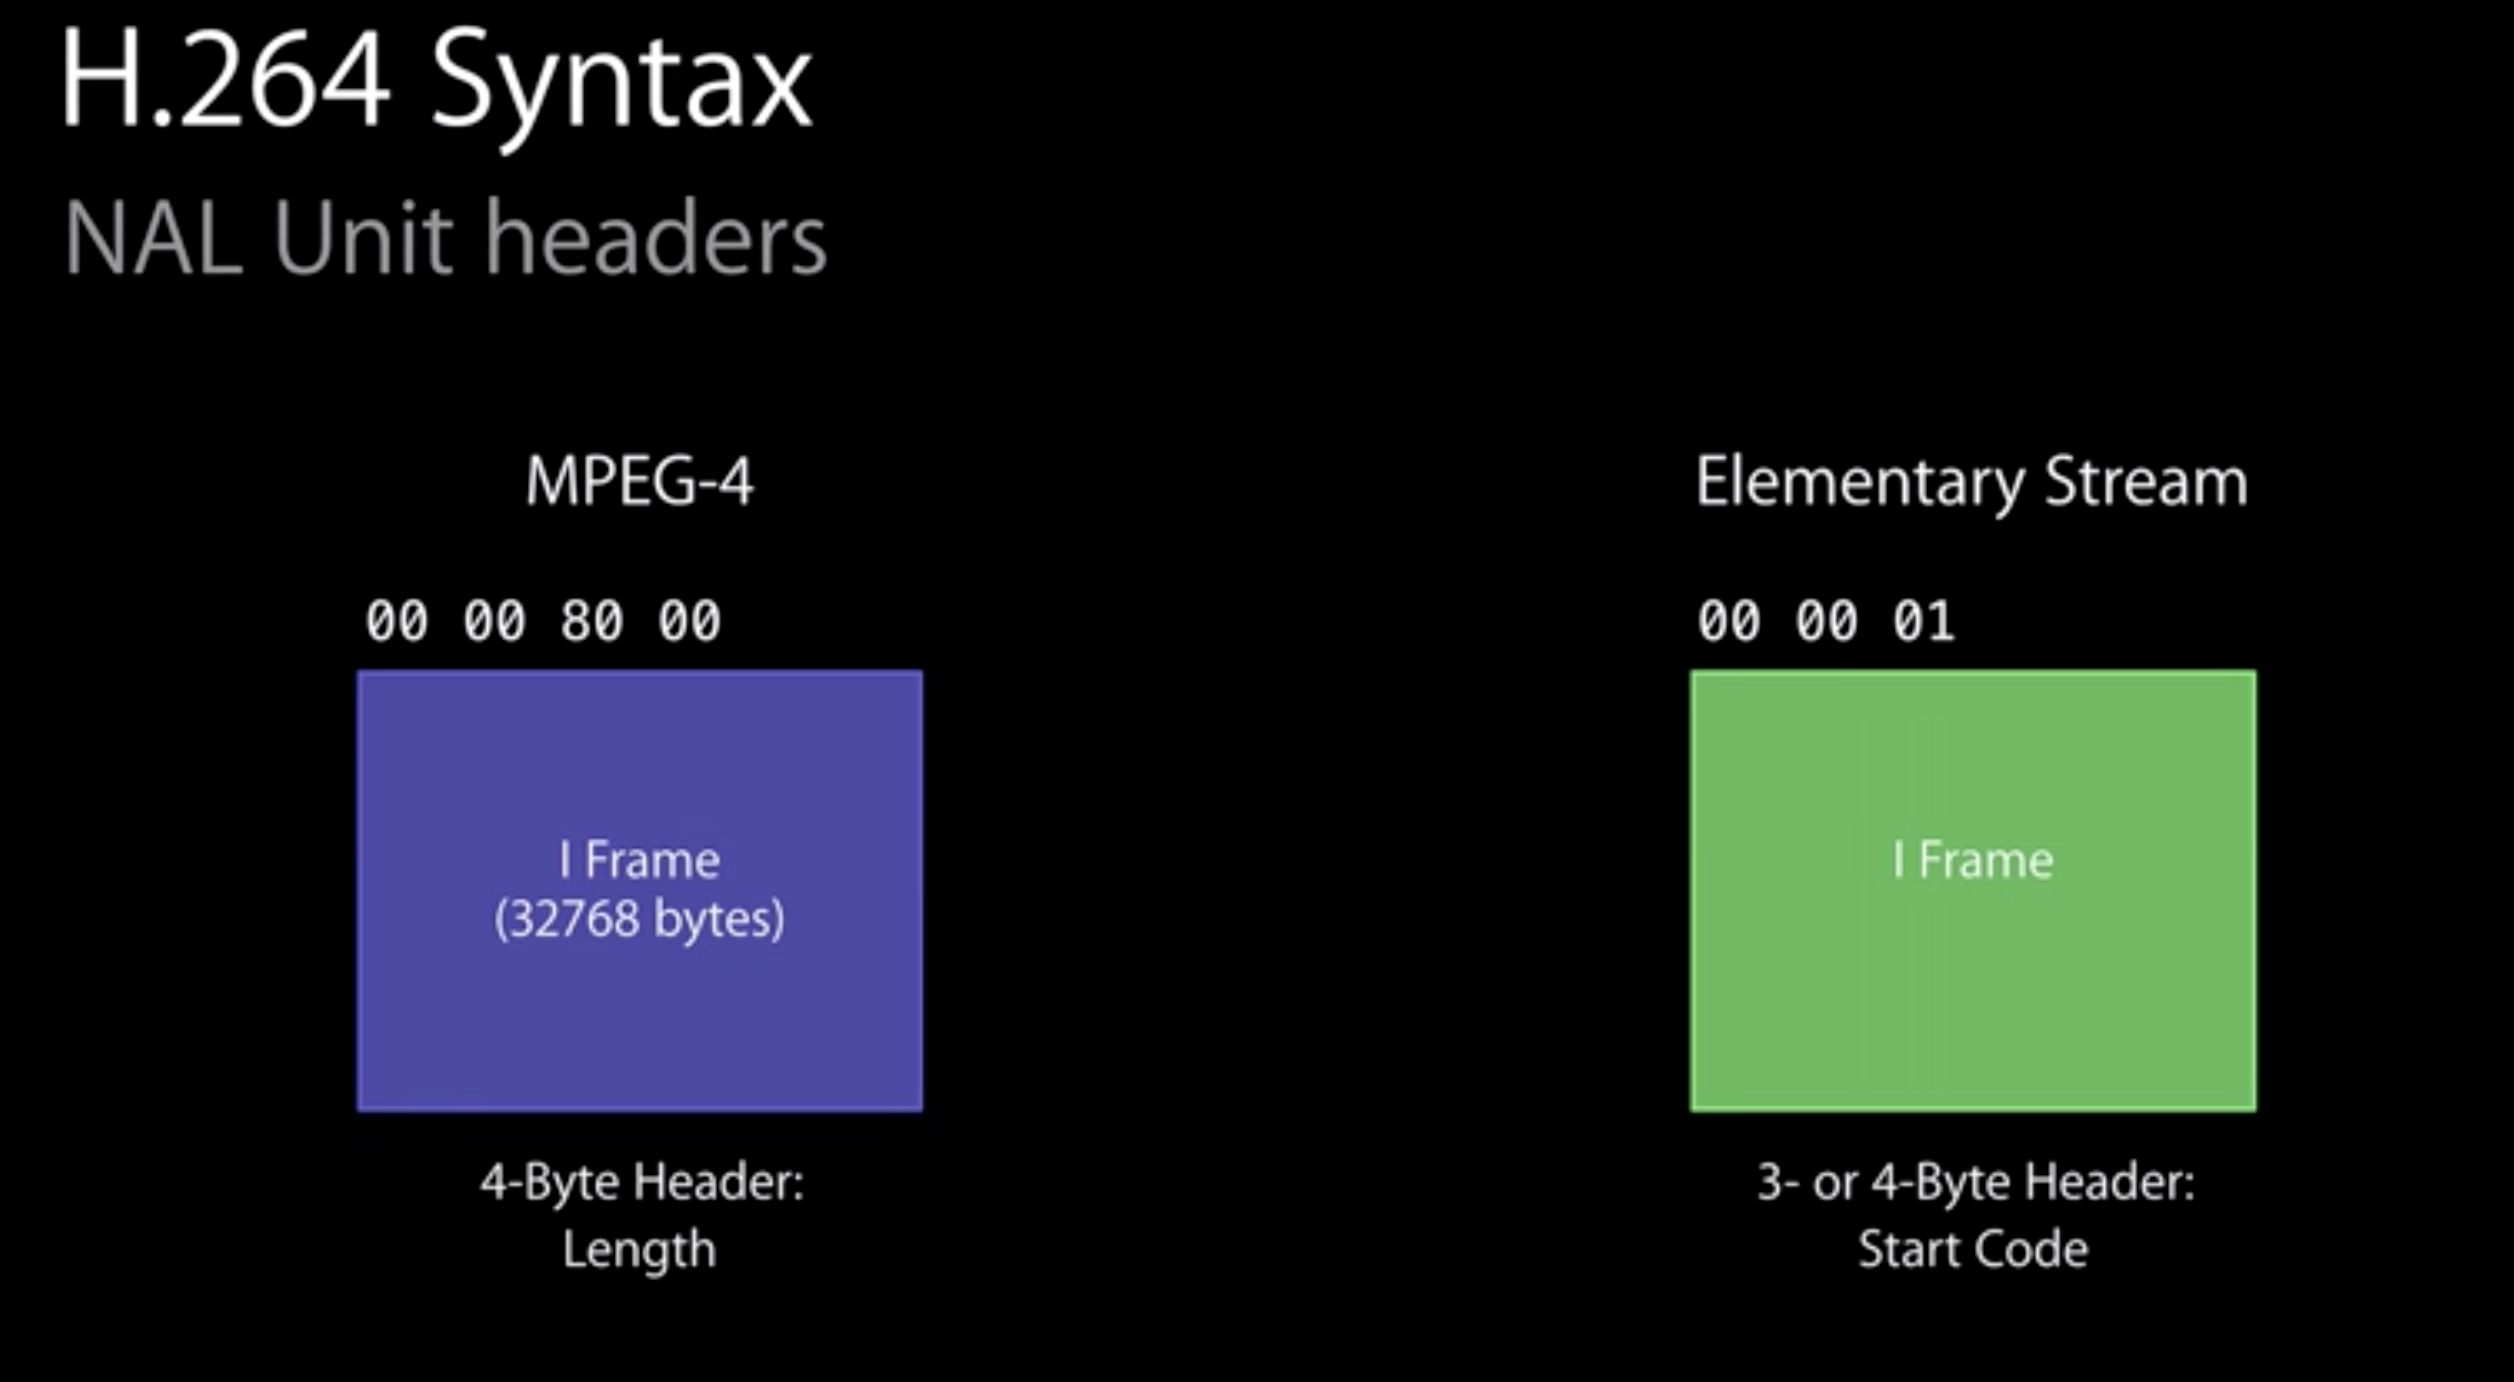 H.264 Syntax
NAL Unit headers
MPEG-4
00 00 80 00
I Frame
(32768 bytes)
4-Byte Header:
Length
Elementary Stream
00 00 01
I Frame
3- or 4-Byte Header:
Start Code